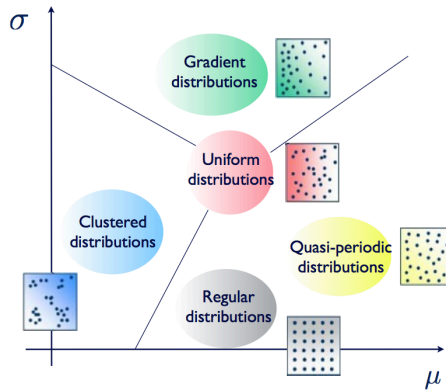 σ
Gradient
distributions
Uniform
distributions
Clustered
distributions
Quasi-periodic
distributions
Regular
distributions
μ